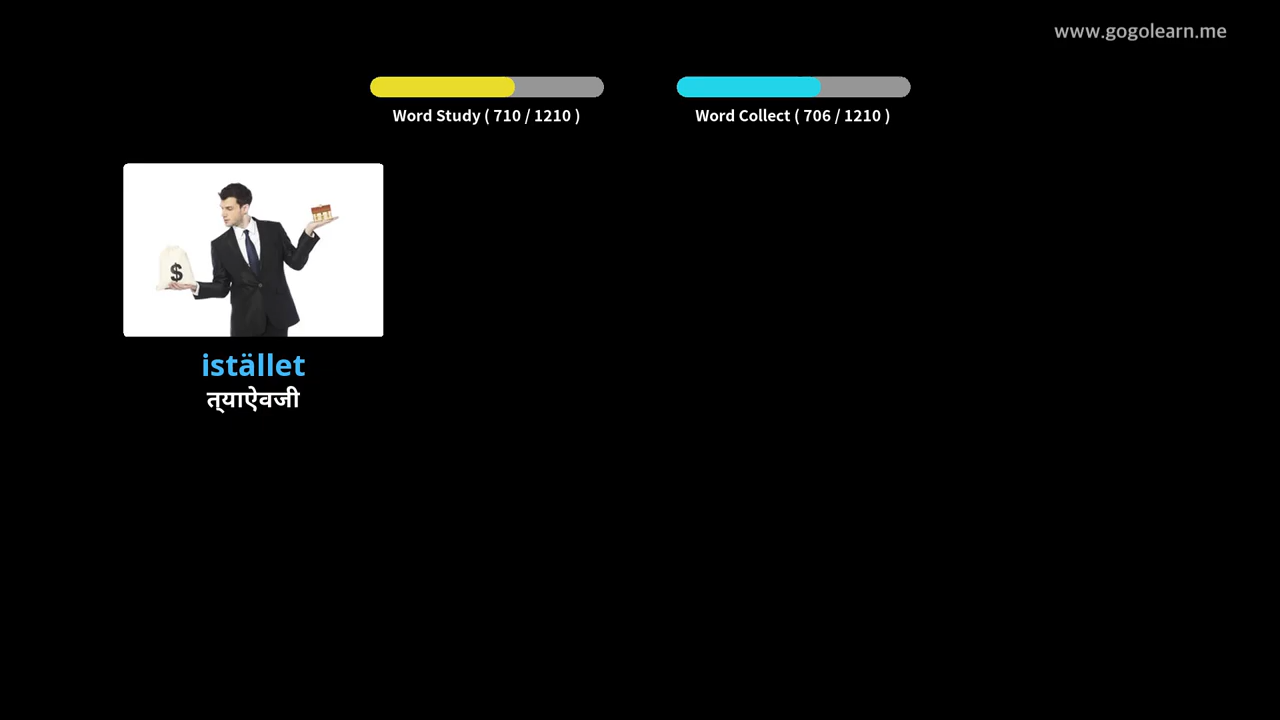 www.gogolearn.me
Word Study ( 710 / 1210 )
Word Collect ( 706 / 1210 )
$
istället
त्याऐवजी